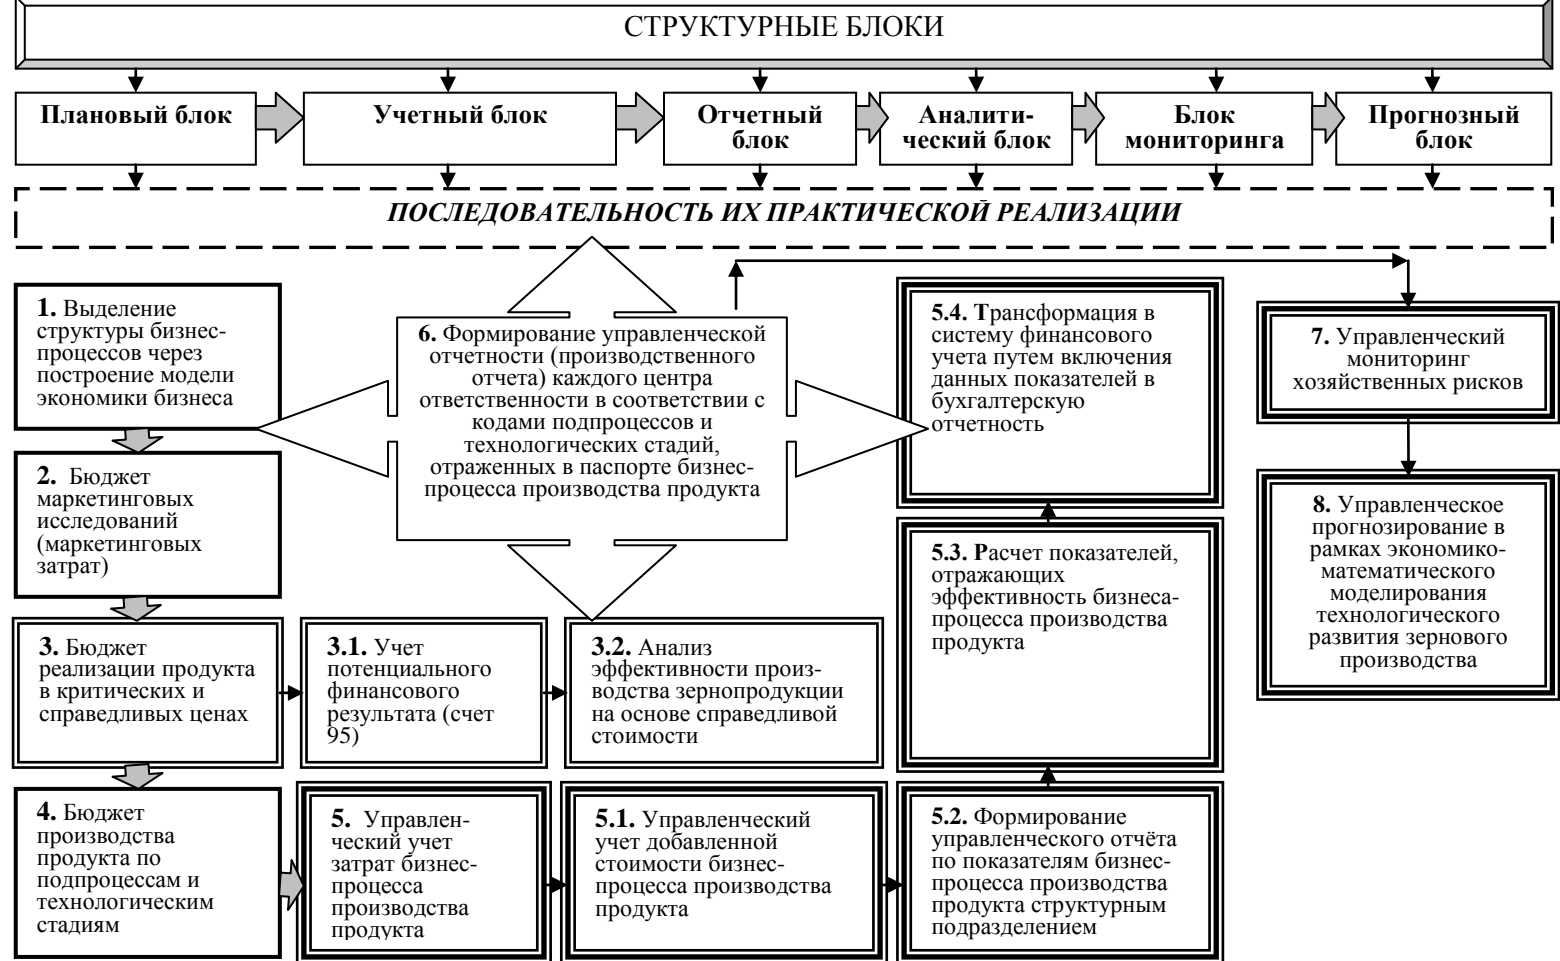 СТРУКТУРНЫЕ БЛОКИ
Плановый блок
Учетный блок
Отчетный
блок
Аналити-
ческий блок
Блок
мониторинга
Прогнозный
блок
ПОСЛЕДОВАТЕЛЬНОСТЬ ИХ ПРАКТИЧЕСКОЙ РЕАЛИЗАЦИИ
1. Выделение
структуры бизнес-
процессов через
построение модели
экономики бизнеса
2. Бюджет
маркетинговых
исследований
(маркетинговых
затрат)
3. Бюджет
реализации продукта
в критических и
справедливых ценах
3.1. Учет
потенциального
финансового
результата (счет
95)
3.2. Анализ
эффективности произ-
водства зернопродукции
на основе справедливой
стоимости
4. Бюджет
производства
продукта по
подпроцессам и
технологическим
стадиям
5. Управлен-
ческий учет
затрат бизнес-
процесса
производства
продукта
5.1. Управленческий
учет добавленной
стоимости бизнес-
процесса производства
продукта
5.2. Формирование
управленческого отчёта
по показателям бизнес-
процесса производства
продукта структурным
подразделением
5.3. Расчет показателей,
отражающих
эффективность бизнеса-
процесса производства
продукта
5.4. Трансформация в
систему финансового
учета путем включения
данных показателей в
бухгалтерскую
отчетность
6. Формирование управленческой
отчетности (производственного
отчета) каждого центра
ответственности в соответствии с
кодами подпроцессов и
технологических стадий,
отраженных в паспорте бизнес-
процесса производства продукта
7. Управленческий
мониторинг
хозяйственных рисков
8. Управленческое
прогнозирование в
рамках экономико-
математического
моделирования
технологического
развития зернового
производства